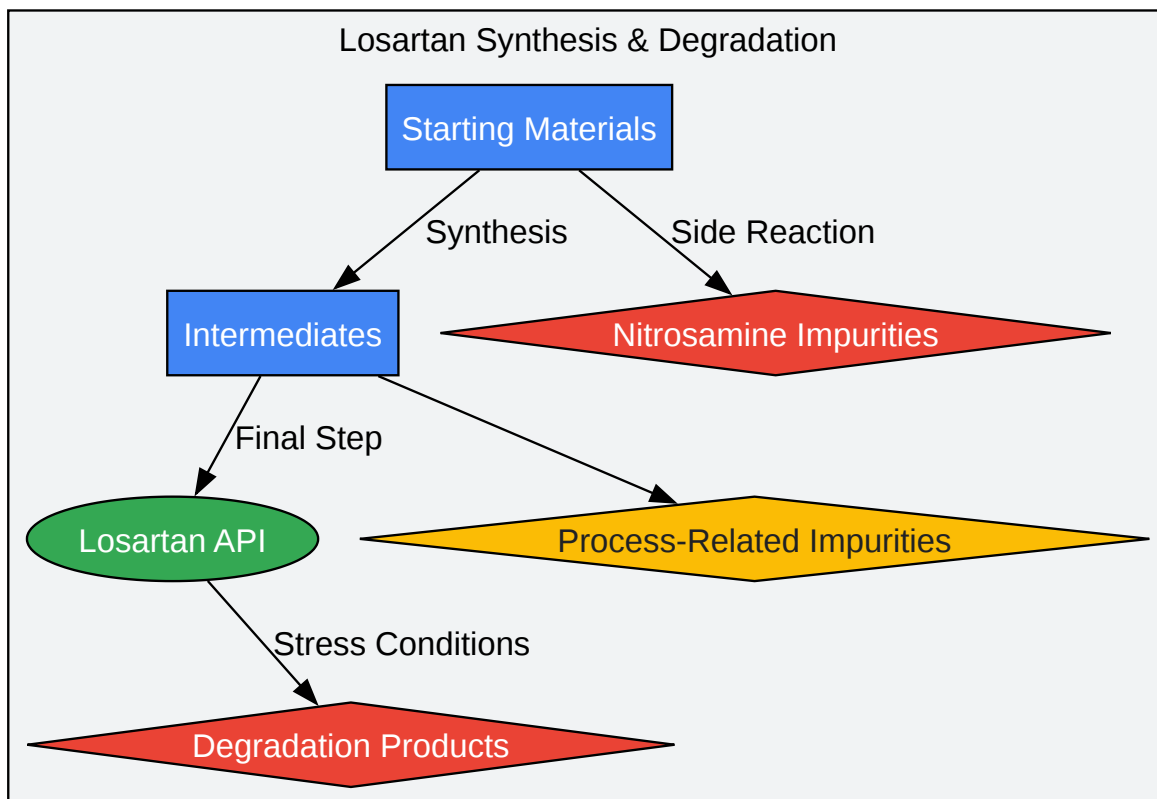 Losartan Synthesis & Degradation
Starting Materials
Synthesis
Side Reaction
Intermediates
Nitrosamine Impurities
Final Step
Losartan API
Process-Related Impurities
Stress Conditions
Degradation Products